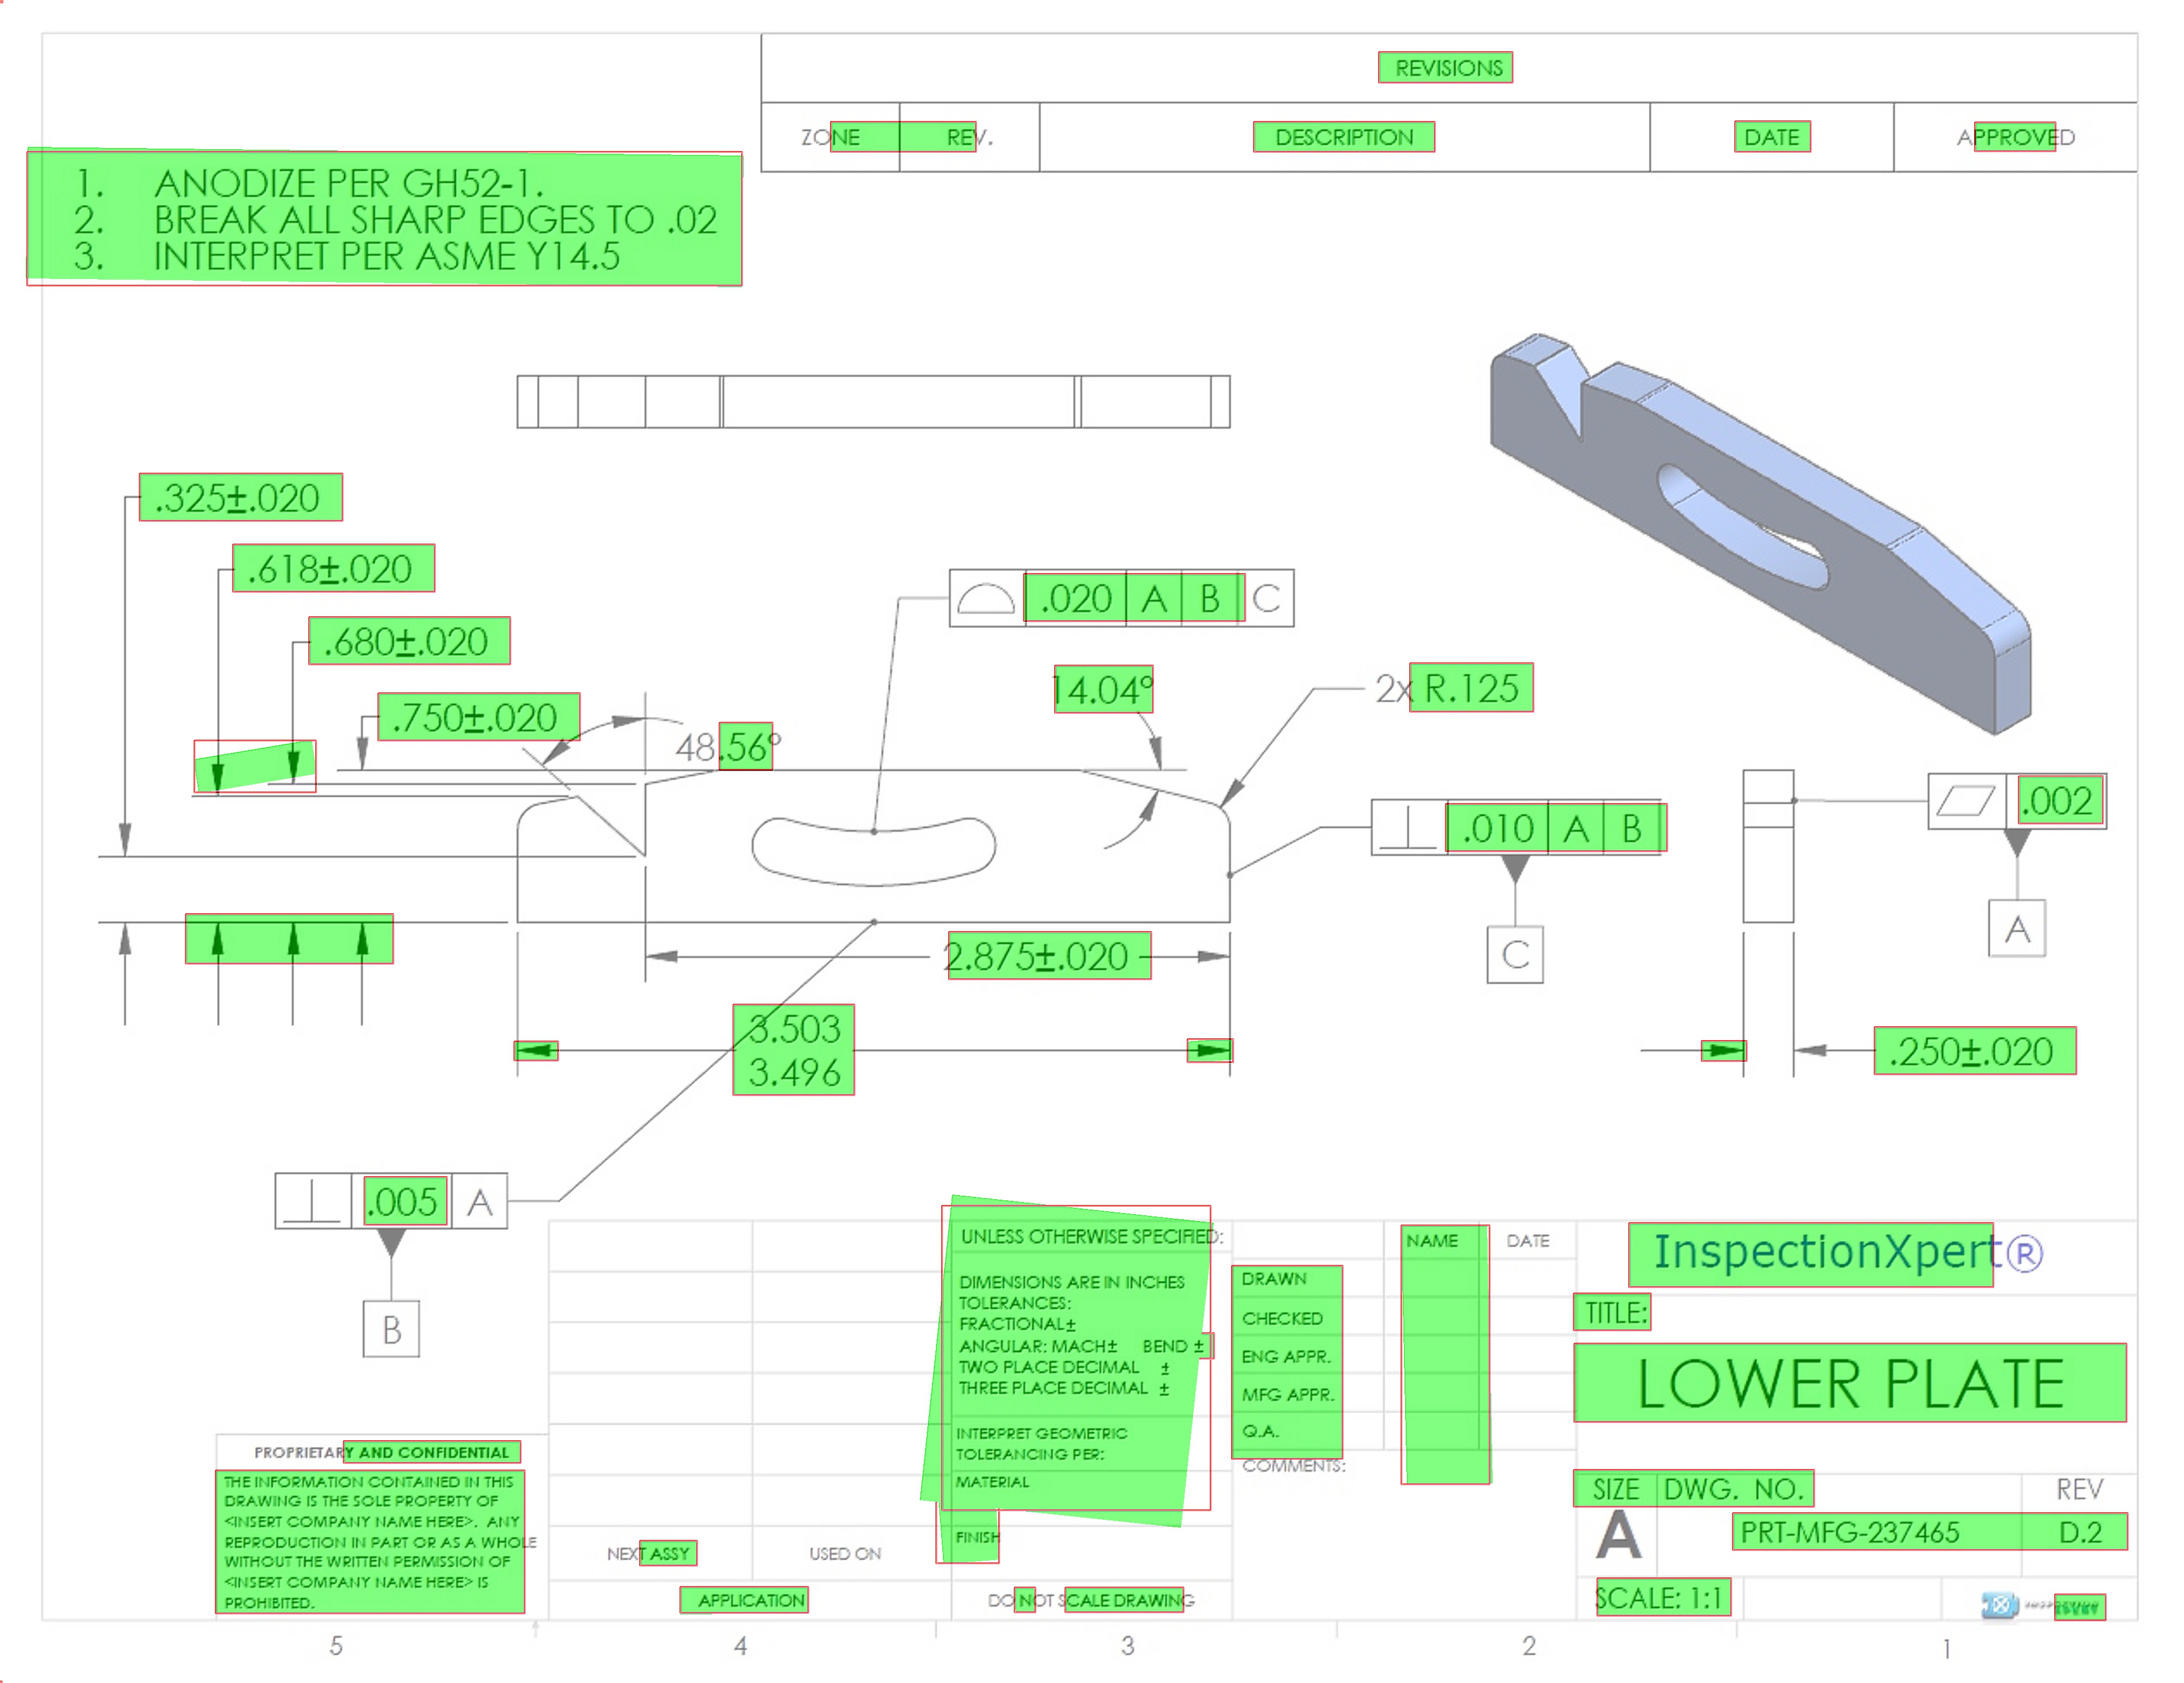 REVISIONS
ZONE REV. DESCRIPTION DATE APPROVED
1. ANODIZE PER GH52-1.
2. BREAK ALL SHARP EDGES TO .02
3. INTERPRET PER ASME Y14.5
.325±.020
.618±.020
.680±.020
.750±.020
48.56°
.020 A B C
14.04°
2x R.125
.010 A B
C
.002
A
2.875±.020
3.503
3.496
.250±.020
.005 A
B
UNLESS OTHERWISE SPECIFIED:
DIMENSIONS ARE IN INCHES
TOLERANCES:
FRACTIONAL±
ANGULAR: MACH± BEND ±
TWO PLACE DECIMAL ±
THREE PLACE DECIMAL ±
INTERPRET GEOMETRIC
TOLERANCING PER:
MATERIAL
FINISH
DO NOT SCALE DRAWING
NAME DATE
DRAWN
CHECKED
ENG APPR.
MFG APPR.
Q.A.
COMMENTS:
InspectionXpert®
TITLE:
LOWER PLATE
SIZE DWG. NO. REV
A PRT-MFG-237465 D.2
SCALE: 1:1
PROPRIETARY AND CONFIDENTIAL
THE INFORMATION CONTAINED IN THIS
DRAWING IS THE SOLE PROPERTY OF
<INSERT COMPANY NAME HERE>. ANY
REPRODUCTION IN PART OR AS A WHOLE
WITHOUT THE WRITTEN PERMISSION OF
<INSERT COMPANY NAME HERE> IS
PROHIBITED.
NEXT ASSY USED ON
APPLICATION
5 4 3 2 1